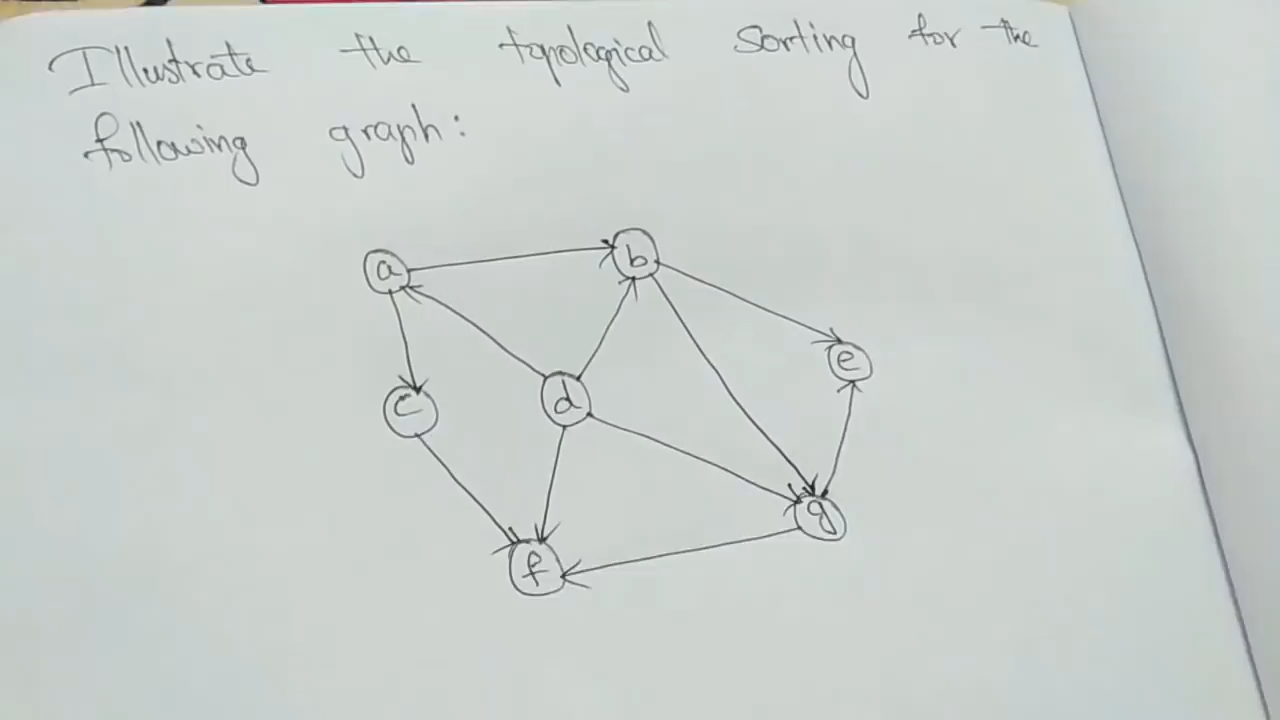 Illustrate the topological sorting for the
following graph:
a
b
e
c
d
g
f